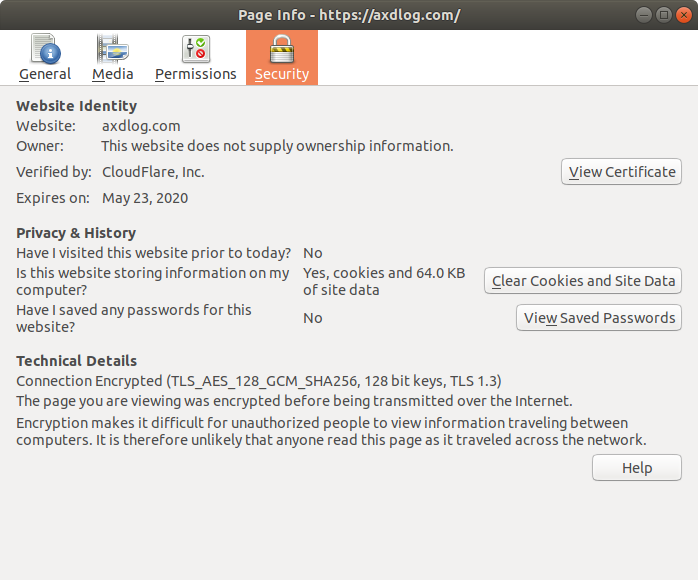 Page Info - https://axdlog.com/
General Media Permissions Security
Website Identity
Website: axdlog.com
Owner: This website does not supply ownership information.
Verified by: CloudFlare, Inc. View Certificate
Expires on: May 23, 2020
Privacy & History
Have I visited this website prior to today? No
Is this website storing information on my computer? Yes, cookies and 64.0 KB of site data Clear Cookies and Site Data
Have I saved any passwords for this website? No View Saved Passwords
Technical Details
Connection Encrypted (TLS_AES_128_GCM_SHA256, 128 bit keys, TLS 1.3)
The page you are viewing was encrypted before being transmitted over the Internet.
Encryption makes it difficult for unauthorized people to view information traveling between
computers. It is therefore unlikely that anyone read this page as it traveled across the network.
Help